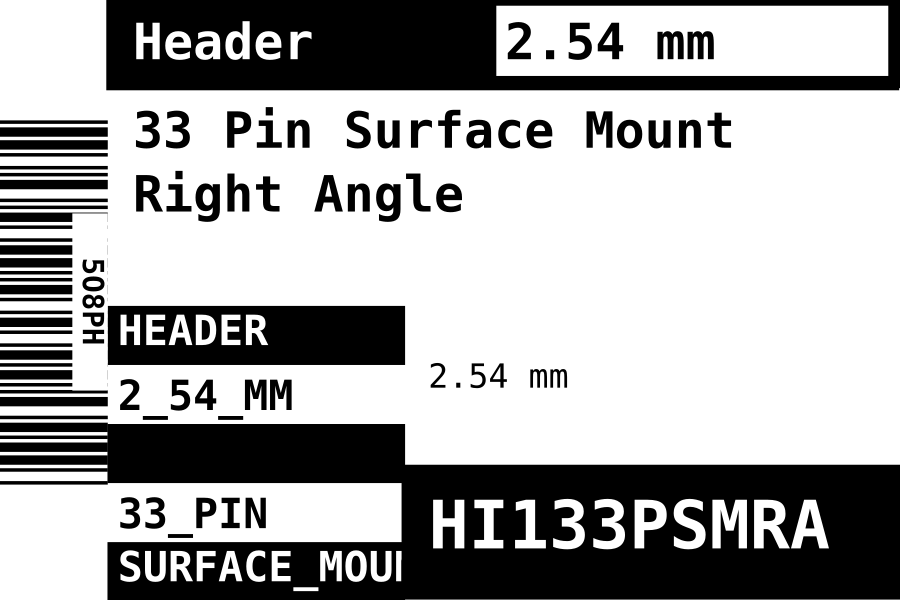 Header
2.54 mm
33 Pin Surface Mount
Right Angle
508PH
HEADER
2_54_MM
2.54 mm
33_PIN
HI133PSMRA